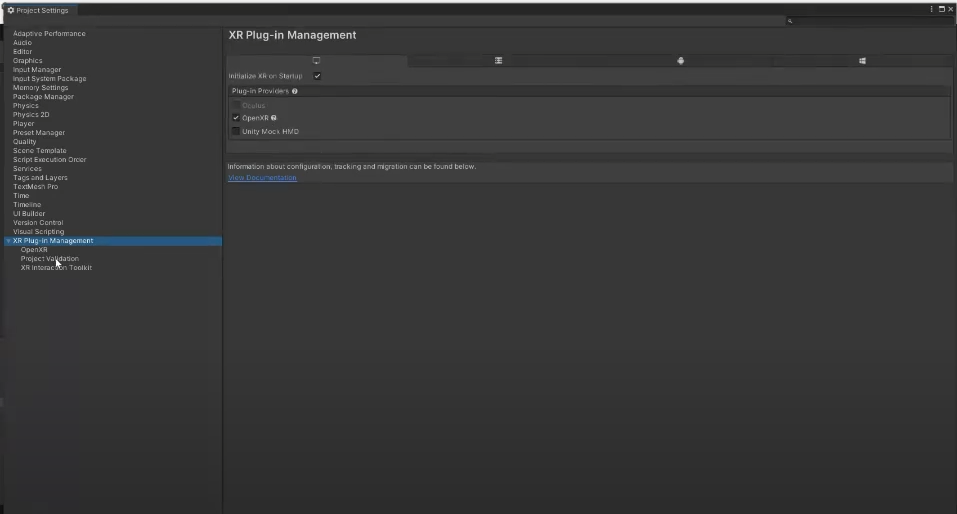 Project Settings
Adaptive Performance
Audio
Editor
Graphics
Input Manager
Input System Package
Memory Settings
Package Manager
Physics
Physics 2D
Player
Preset Manager
Quality
Scene Template
Script Execution Order
Services
Tags and Layers
TextMesh Pro
Time
Timeline
UI Builder
Version Control
Visual Scripting
XR Plug-in Management
OpenXR
Project Validation
XR Interaction Toolkit
XR Plug-in Management
Initialize XR on Startup
Plug-in Providers
Oculus
OpenXR
Unity Mock HMD
Information about configuration, tracking and migration can be found below.
View Documentation